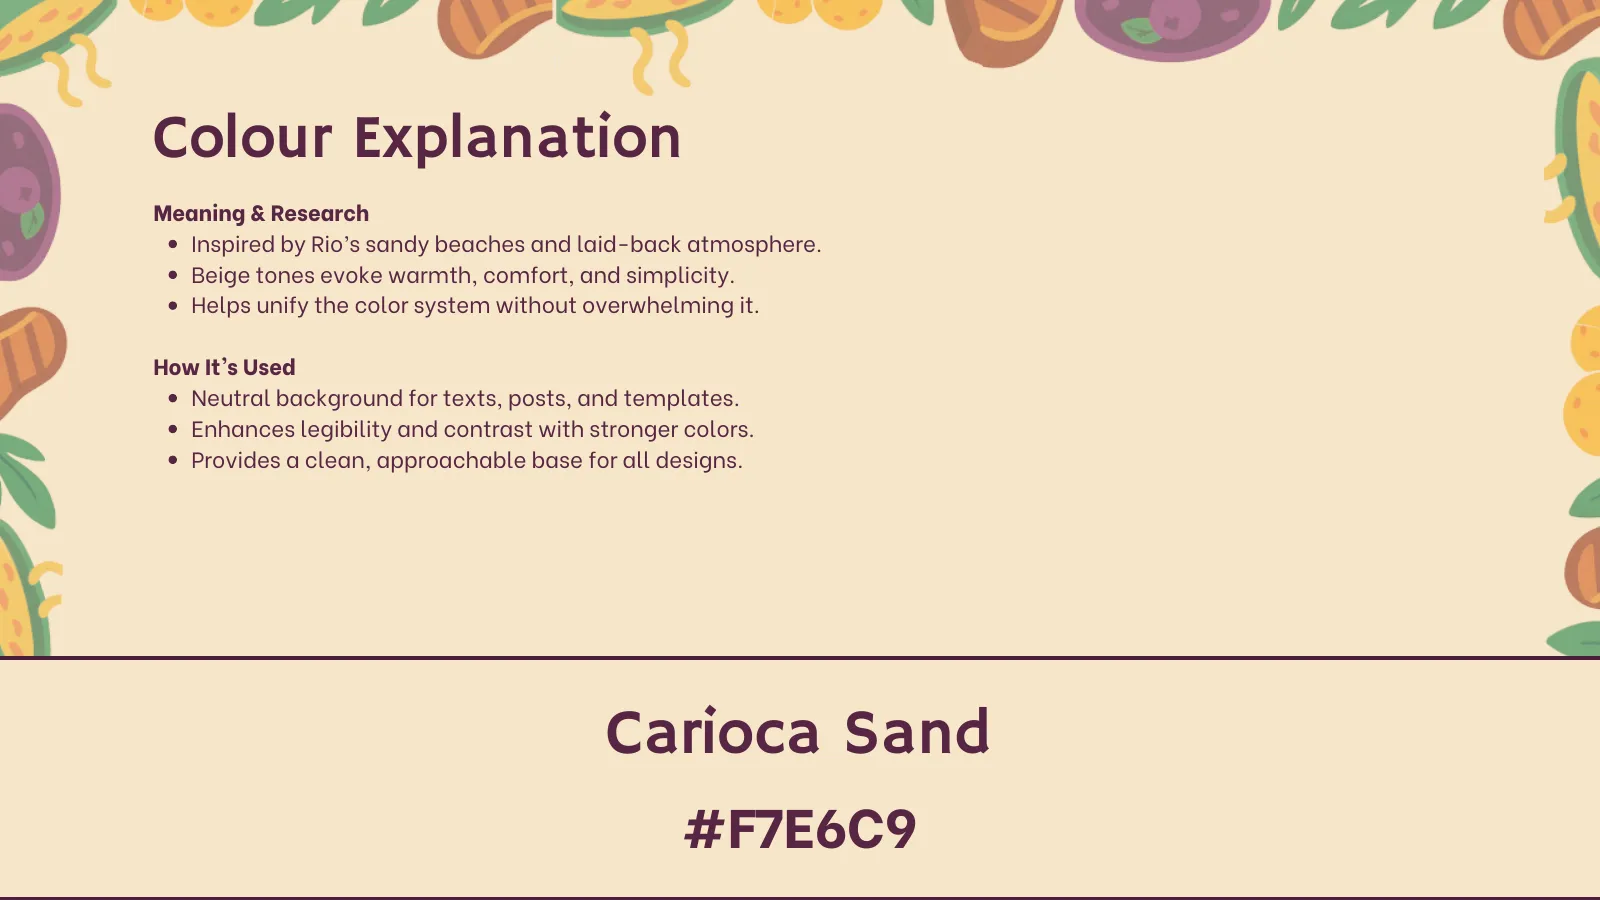 Colour Explanation
Meaning & Research
• Inspired by Rio's sandy beaches and laid-back atmosphere.
• Beige tones evoke warmth, comfort, and simplicity.
• Helps unify the color system without overwhelming it.
How It's Used
• Neutral background for texts, posts, and templates.
• Enhances legibility and contrast with stronger colors.
• Provides a clean, approachable base for all designs.
Carioca Sand
#F7E6C9